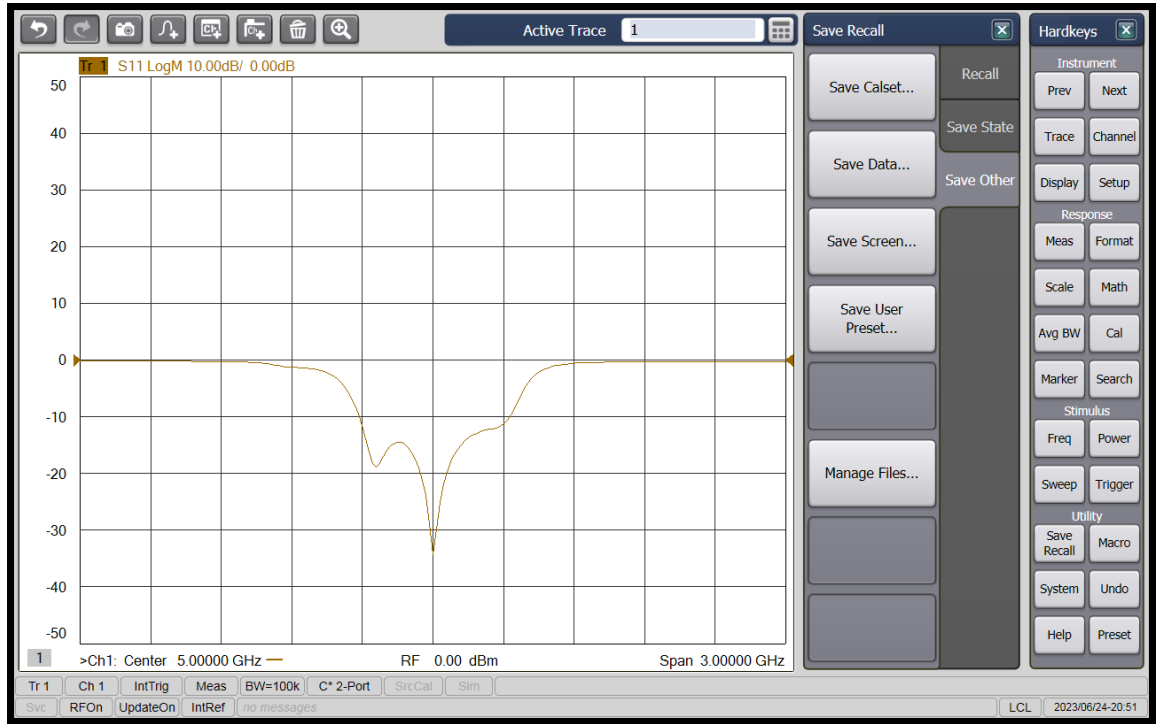 Active Trace 1
Tr 1 S11 LogM 10.00dB/ 0.00dB
50
40
30
20
10
0
-10
-20
-30
-40
-50
1 >Ch1: Center 5.00000 GHz RF 0.00 dBm Span 3.00000 GHz
Save Recall
Save Calset...
Save Data...
Save Screen...
Save User
Preset...
Manage Files...
Recall
Save State
Save Other
Hardkeys
Instrument
Prev Next
Trace Channel
Display Setup
Response
Meas Format
Scale Math
Avg BW Cal
Marker Search
Stimulus
Freq Power
Sweep Trigger
Utility
Save
Recall Macro
System Undo
Help Preset
Tr 1 Ch 1 IntTrig Meas BW=100k C* 2-Port SrcCal Sim
Svc RFOn UpdateOn IntRef no messages LCL 2023/06/24-20:51